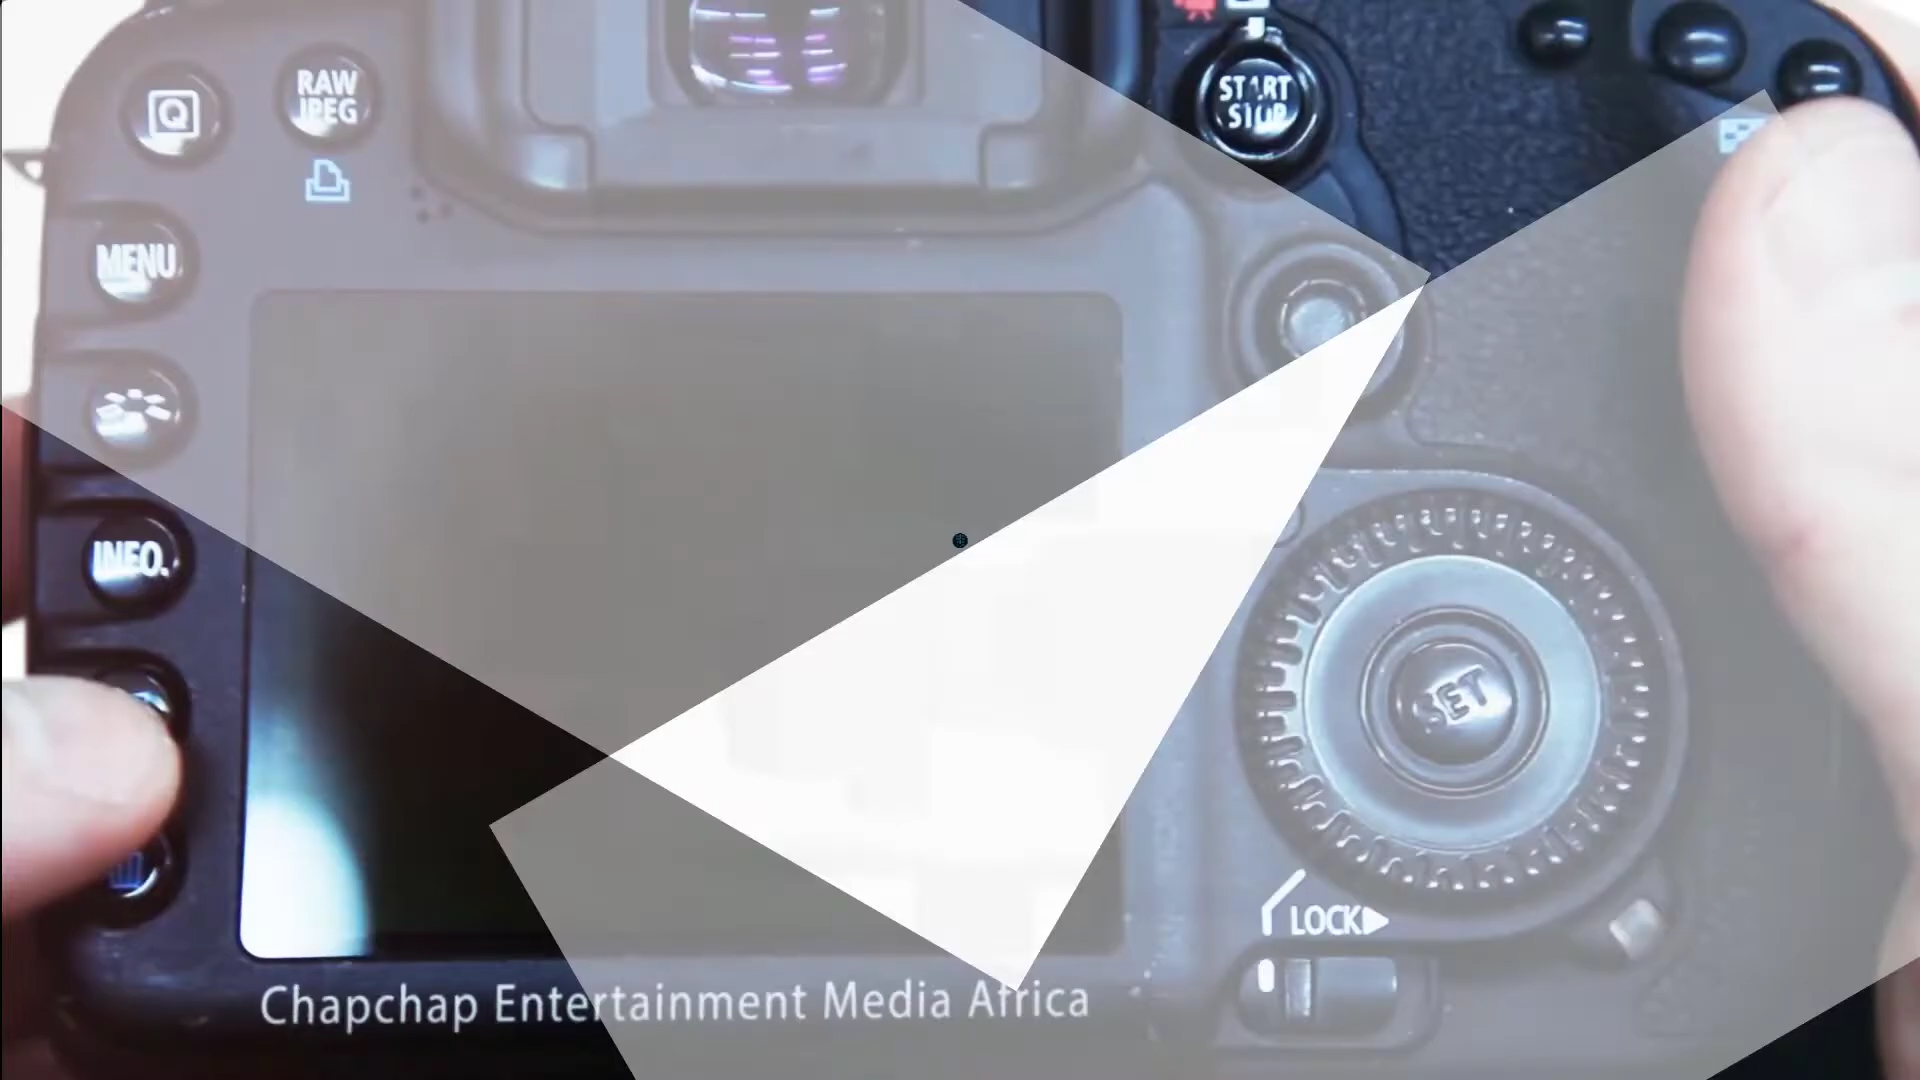 RAW
JPEG
START
STOP
Q
MENU
INFO.
SET
LOCK
Chapchap Entertainment Media Africa